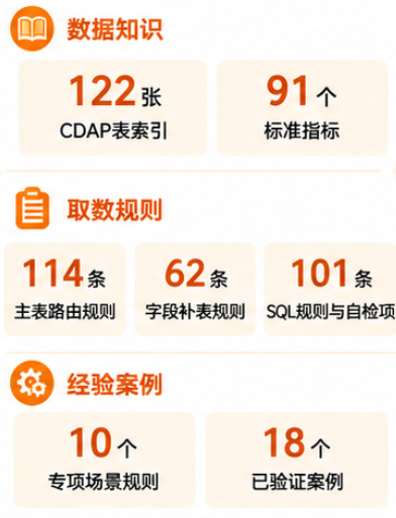 数据知识
122张 91个
CDAP表索引 标准指标
取数规则
114条 62条 101条
主表路由规则 字段补表规则 SQL规则与自检项
经验案例
10个 18个
专项场景规则 已验证案例